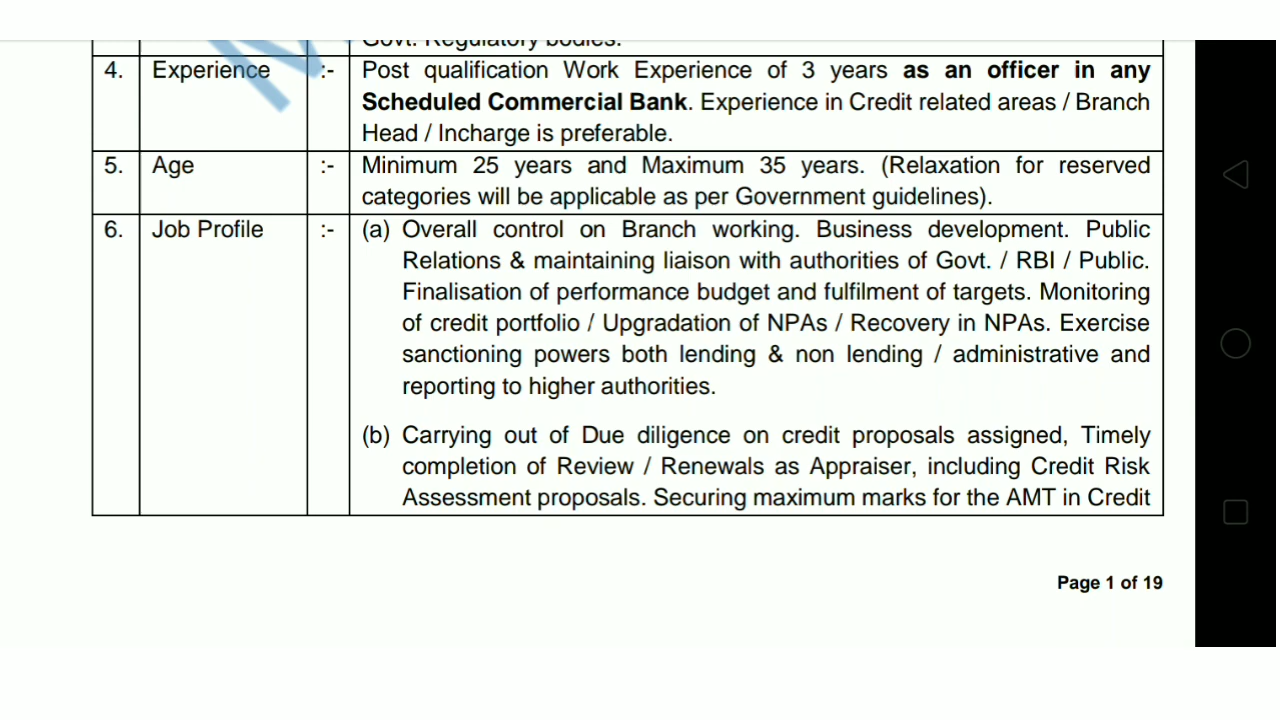 Govt. Regulatory bodies.
4. Experience :- Post qualification Work Experience of 3 years as an officer in any
Scheduled Commercial Bank. Experience in Credit related areas / Branch
Head / Incharge is preferable.
5. Age :- Minimum 25 years and Maximum 35 years. (Relaxation for reserved
categories will be applicable as per Government guidelines).
6. Job Profile :- (a) Overall control on Branch working. Business development. Public
Relations & maintaining liaison with authorities of Govt. / RBI / Public.
Finalisation of performance budget and fulfilment of targets. Monitoring
of credit portfolio / Upgradation of NPAs / Recovery in NPAs. Exercise
sanctioning powers both lending & non lending / administrative and
reporting to higher authorities.
(b) Carrying out of Due diligence on credit proposals assigned, Timely
completion of Review / Renewals as Appraiser, including Credit Risk
Assessment proposals. Securing maximum marks for the AMT in Credit
Page 1 of 19